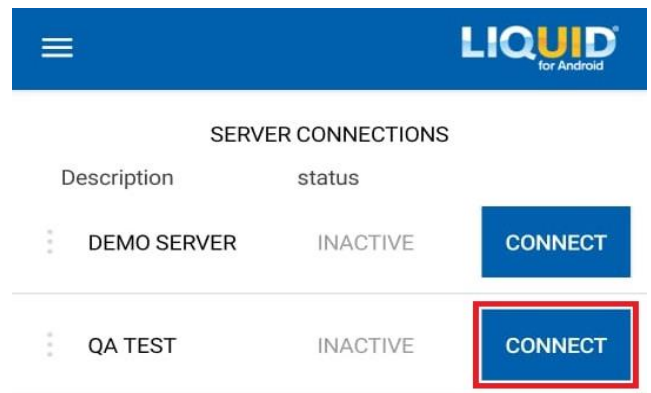 LIQUID®
for Android
SERVER CONNECTIONS
Description status
DEMO SERVER INACTIVE CONNECT
QA TEST INACTIVE CONNECT